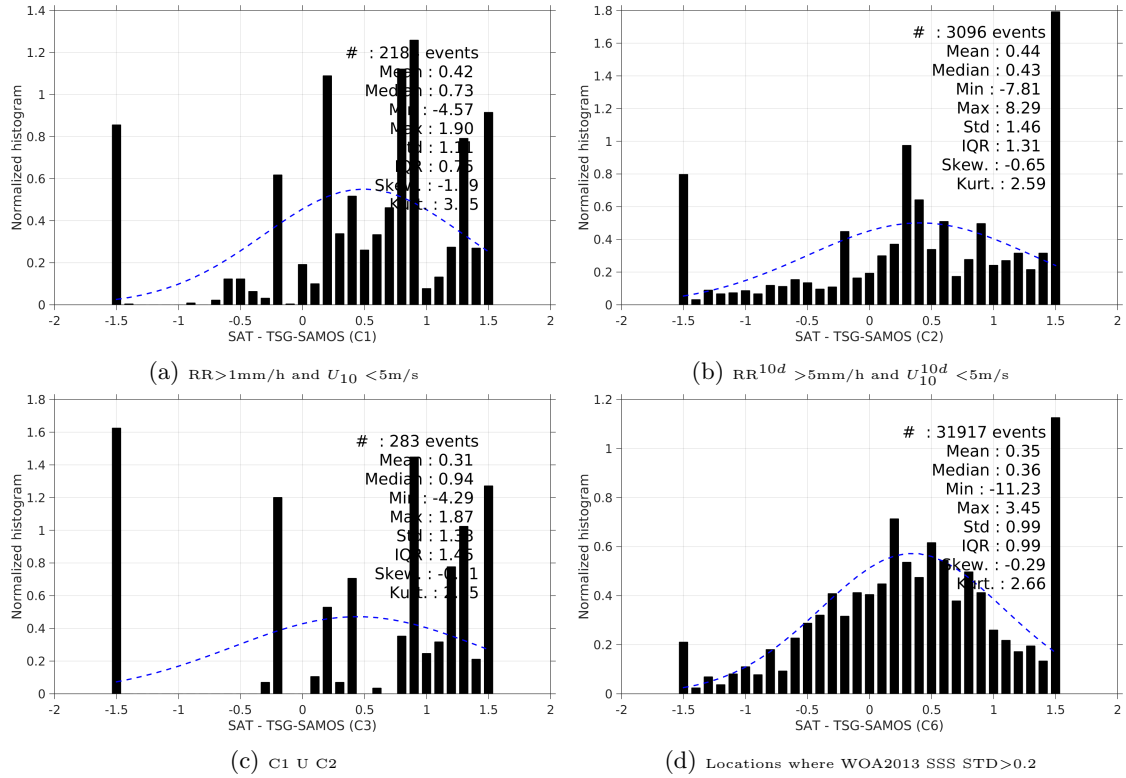 1.4
1.2
1
0.8
0.6
0.4
0.2
0
Normalized histogram
# : events
: 0.42
: 0.73
: -4.57
: 1.90
-2 -1.5 -1 -0.5 0 0.5 1 1.5 2
SAT - TSG-SAMOS (C1)
(a) RR>1mm/h and U10 <5m/s
1.8
1.6
1.4
1.2
1
0.8
0.6
0.4
0.2
0
Normalized histogram
# : 3096 events
Mean : 0.44
Median : 0.43
Min : -7.81
Max : 8.29
Std : 1.46
IQR : 1.31
Skew. : -0.65
Kurt. : 2.59
-2 -1.5 -1 -0.5 0 0.5 1 1.5 2
SAT - TSG-SAMOS (C2)
(b) RR^10d >5mm/h and U10^10d <5m/s
1.8
1.6
1.4
1.2
1
0.8
0.6
0.4
0.2
0
Normalized histogram
# : 283 events
Mean : 0.31
Median : 0.94
Min : -4.29
Max : 1.87
-2 -1.5 -1 -0.5 0 0.5 1 1.5 2
SAT - TSG-SAMOS (C3)
(c) C1 U C2
1.2
1
0.8
0.6
0.4
0.2
0
Normalized histogram
# : 31917 events
Mean : 0.35
Median : 0.36
Min : -11.23
Max : 3.45
Std : 0.99
IQR : 0.99
Skew. : -0.29
Kurt. : 2.66
-2 -1.5 -1 -0.5 0 0.5 1 1.5 2
SAT - TSG-SAMOS (C6)
(d) Locations where WOA2013 SSS STD>0.2